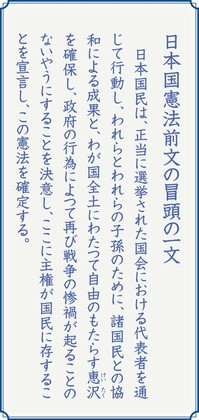 日本国憲法前文の冒頭の一文
日本国民は、正当に選挙された国会における代表者を通
じて行動し、われらとわれらの子孫のために、諸国民との協
和による成果と、わが国全土にわたつて自由のもたらす恵沢
けいたく
を確保し、政府の行為によつて再び戦争の惨禍が起ることの
ないやうにすることを決意し、ここに主権が国民に存するこ
とを宣言し、この憲法を確定する。